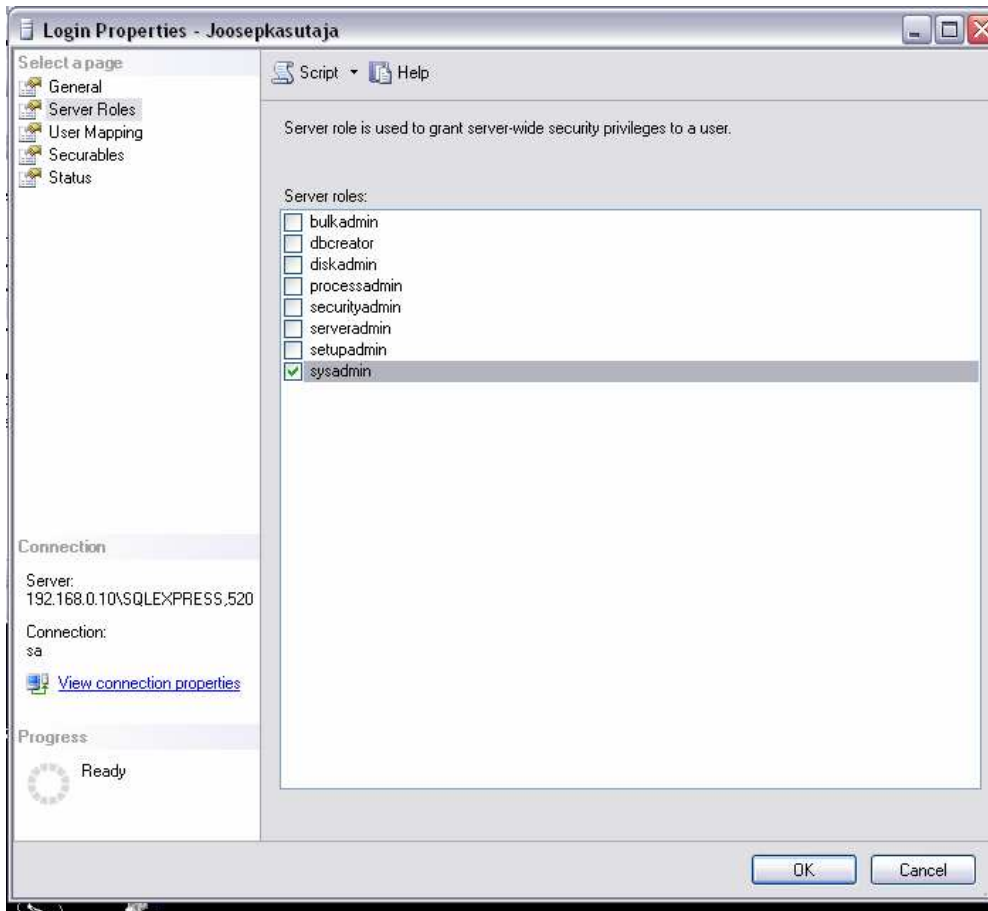 Login Properties - Joosepkasutaja
Select a page
General
Server Roles
User Mapping
Securables
Status
Script
Help
Server role is used to grant server-wide security privileges to a user.
Server roles:
bulkadmin
dbcreator
diskadmin
processadmin
securityadmin
serveradmin
setupadmin
sysadmin
Connection
Server:
192.168.0.10\SQLEXPRESS,520
Connection:
sa
View connection properties
Progress
Ready
OK
Cancel